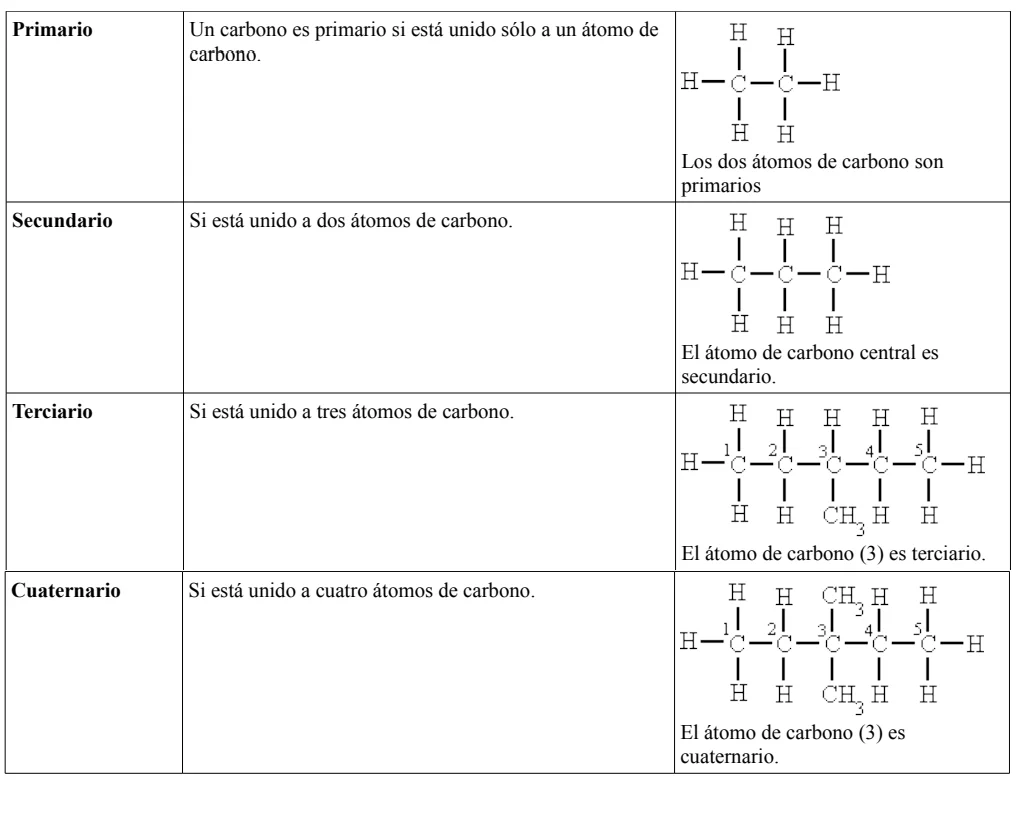 Primario
Un carbono es primario si está unido sólo a un átomo de
carbono.
H H
H C C H
H H
Los dos átomos de carbono son
primarios
Secundario
Si está unido a dos átomos de carbono.
H H H
H C C C H
H H H
El átomo de carbono central es
secundario.
Terciario
Si está unido a tres átomos de carbono.
H H H H H
1 2 3 4 5
H C C C C C H
H H CH3 H H
El átomo de carbono (3) es terciario.
Cuaternario
Si está unido a cuatro átomos de carbono.
H H CH3 H H
1 2 3 4 5
H C C C C C H
H H CH3 H H
El átomo de carbono (3) es
cuaternario.